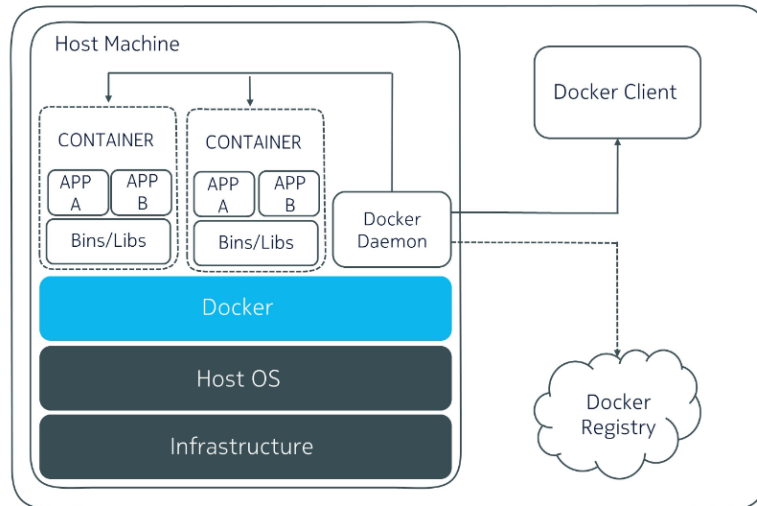 Host Machine
Docker Client
CONTAINER
CONTAINER
APP
A
APP
B
APP
A
APP
B
Bins/Libs
Bins/Libs
Docker
Daemon
Docker
Host OS
Infrastructure
Docker
Registry